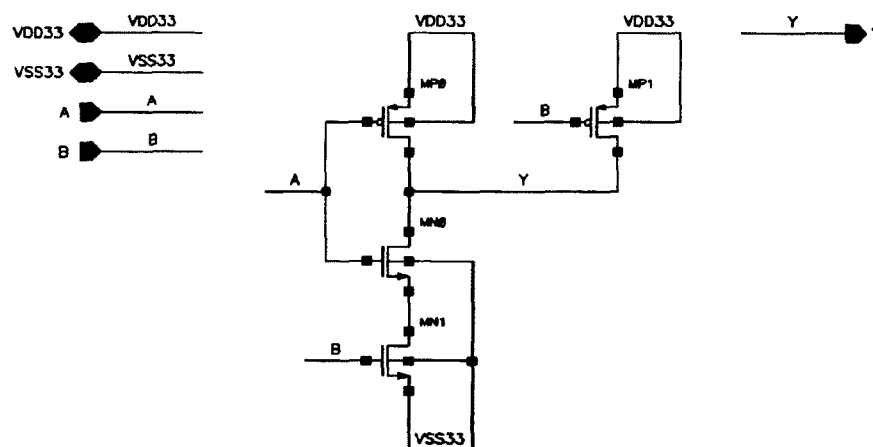 VDD33 VDD33 VDD33 VDD33 Y
VSS33 VSS33
MP0 MP1
A A
B B
B
A Y
MN0
MN1
B
VSS33